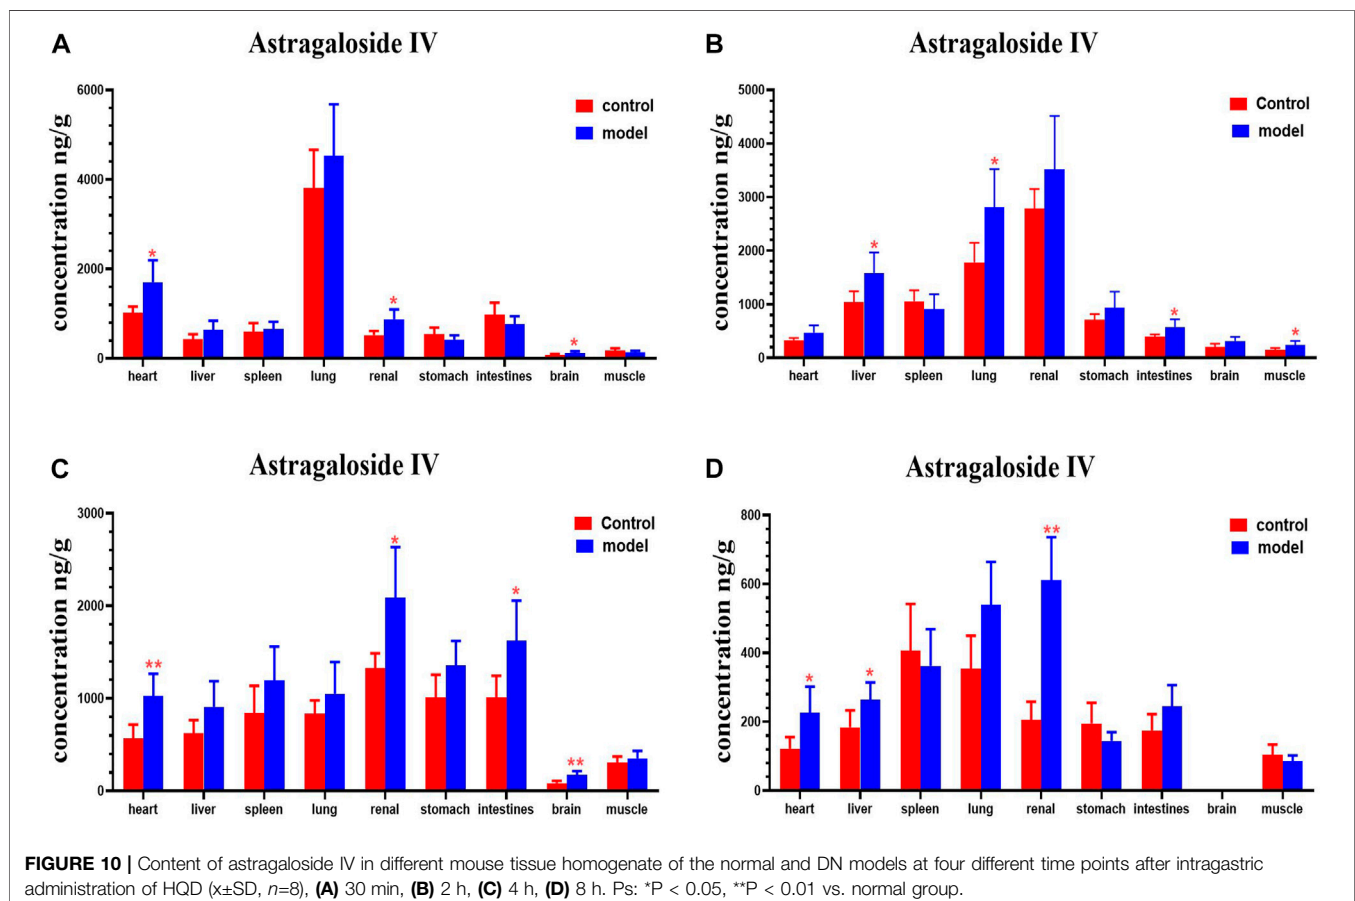 A
Astragaloside IV
concentration ng/g
6000
4000
2000
0
control
model
*
*
*
heart liver spleen lung renal stomach intestines brain muscle
B
Astragaloside IV
concentration ng/g
5000
4000
3000
2000
1000
0
Control
model
*
*
*
*
heart liver spleen lung renal stomach intestines brain muscle
C
Astragaloside IV
concentration ng/g
3000
2000
1000
0
Control
model
**
*
*
**
heart liver spleen lung renal stomach intestines brain muscle
D
Astragaloside IV
concentration ng/g
800
600
400
200
0
control
model
*
*
**
heart liver spleen lung renal stomach intestines brain muscle
FIGURE 10 | Content of astragaloside IV in different mouse tissue homogenate of the normal and DN models at four different time points after intragastric
administration of HQD (x±SD, n=8), (A) 30 min, (B) 2 h, (C) 4 h, (D) 8 h. Ps: *P < 0.05, **P < 0.01 vs. normal group.